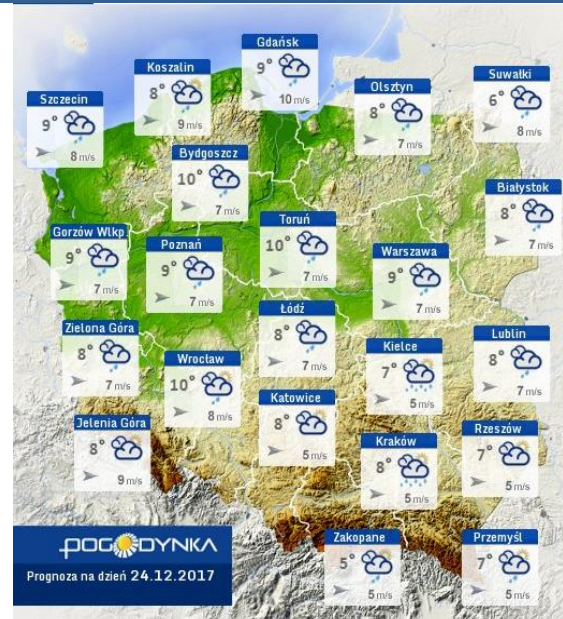 Gdańsk
9°
10 m/s
Koszalin
8°
9 m/s
Suwałki
6°
8 m/s
Olsztyn
8°
7 m/s
Szczecin
9°
8 m/s
Bydgoszcz
10°
7 m/s
Białystok
8°
7 m/s
Toruń
10°
7 m/s
Gorzów Wlkp
9°
7 m/s
Poznań
9°
7 m/s
Warszawa
9°
7 m/s
Łódź
8°
7 m/s
Zielona Góra
8°
7 m/s
Lublin
8°
7 m/s
Kielce
7°
5 m/s
Wrocław
10°
8 m/s
Katowice
8°
5 m/s
Jelenia Góra
8°
9 m/s
Rzeszów
7°
5 m/s
Kraków
8°
5 m/s
Zakopane
5°
5 m/s
Przemyśl
7°
5 m/s
POGODYNKA
Prognoza na dzień 24.12.2017